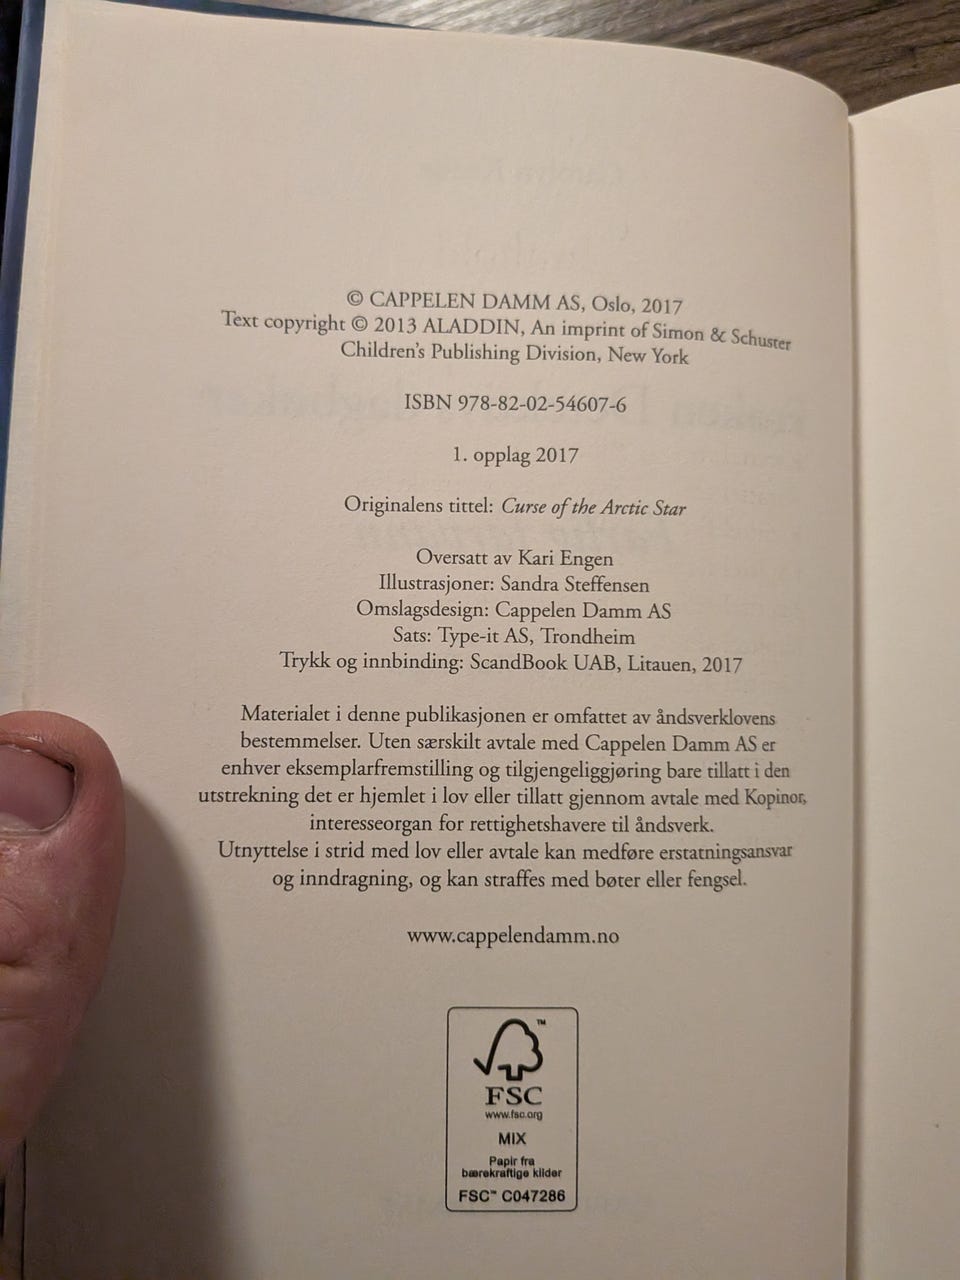 © CAPPELEN DAMM AS, Oslo, 2017
Text copyright © 2013 ALADDIN, An imprint of Simon & Schuster
Children's Publishing Division, New York
ISBN 978-82-02-54607-6
1. opplag 2017
Originalens tittel: Curse of the Arctic Star
Oversatt av Kari Engen
Illustrasjoner: Sandra Steffensen
Omslagsdesign: Cappelen Damm AS
Sats: Type-it AS, Trondheim
Trykk og innbinding: ScandBook UAB, Litauen, 2017
Materialet i denne publikasjonen er omfattet av åndsverklovens
bestemmelser. Uten særskilt avtale med Cappelen Damm AS er
enhver eksemplarfremstilling og tilgjengeliggjøring bare tillatt i den
utstrekning det er hjemlet i lov eller tillatt gjennom avtale med Kopinor,
interesseorgan for rettighetshavere til åndsverk.
Utnyttelse i strid med lov eller avtale kan medføre erstatningsansvar
og inndragning, og kan straffes med bøter eller fengsel.
www.cappelendamm.no
™
FSC
www.fsc.org
MIX
Papir fra
bærekraftige kilder
FSC™ C047286